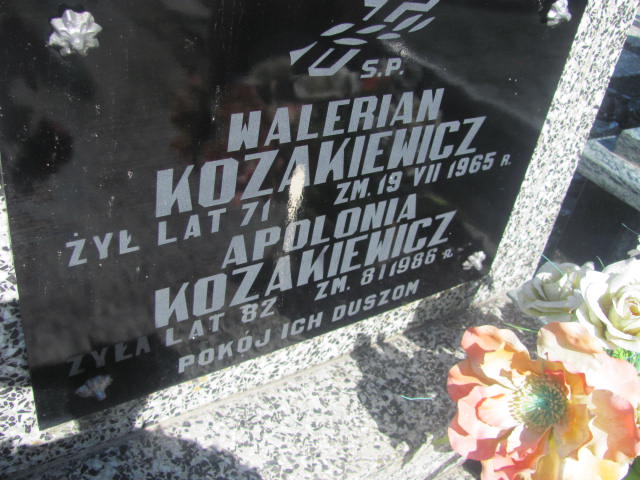 Ś.P.
WALERIAN
KOZAKIEWICZ
ŻYŁ LAT 71 ZM. 19 VII 1965 R.
APOLONIA
KOZAKIEWICZ
ŻYŁA LAT 82 ZM. 8 I 1986 R.
POKÓJ ICH DUSZOM